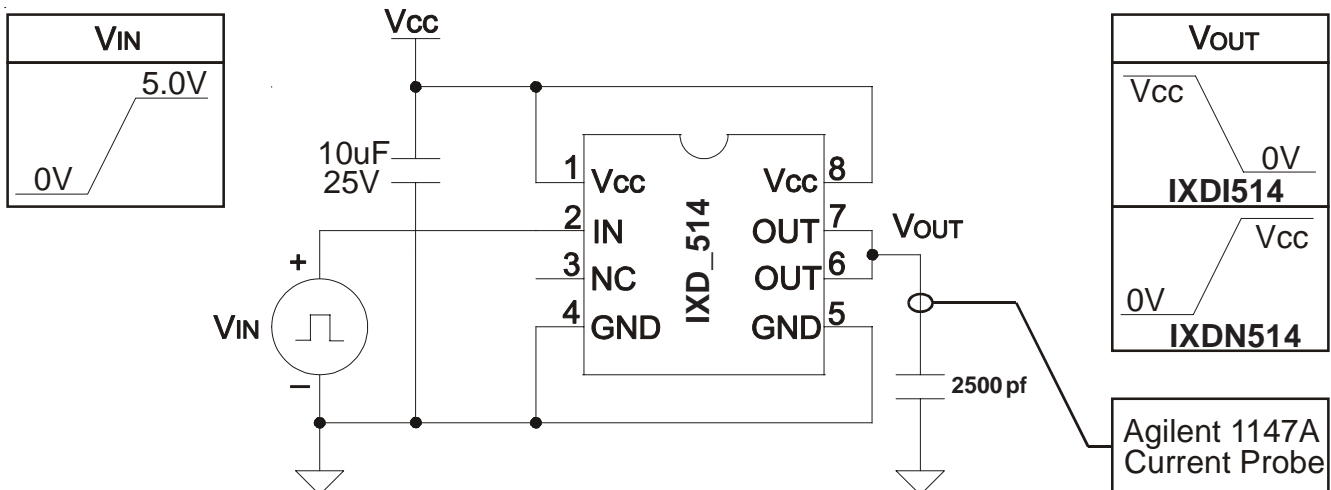 VIN
5.0V
0V
Vcc
10uF
25V
1
Vcc
2
IN
3
NC
4
GND
IXD_514
Vcc
8
OUT
7
OUT
6
GND
5
VOUT
+
VIN
−
2500 pf
VOUT
Vcc
0V
IXDI514
Vcc
0V
IXDN514
Agilent 1147A
Current Probe